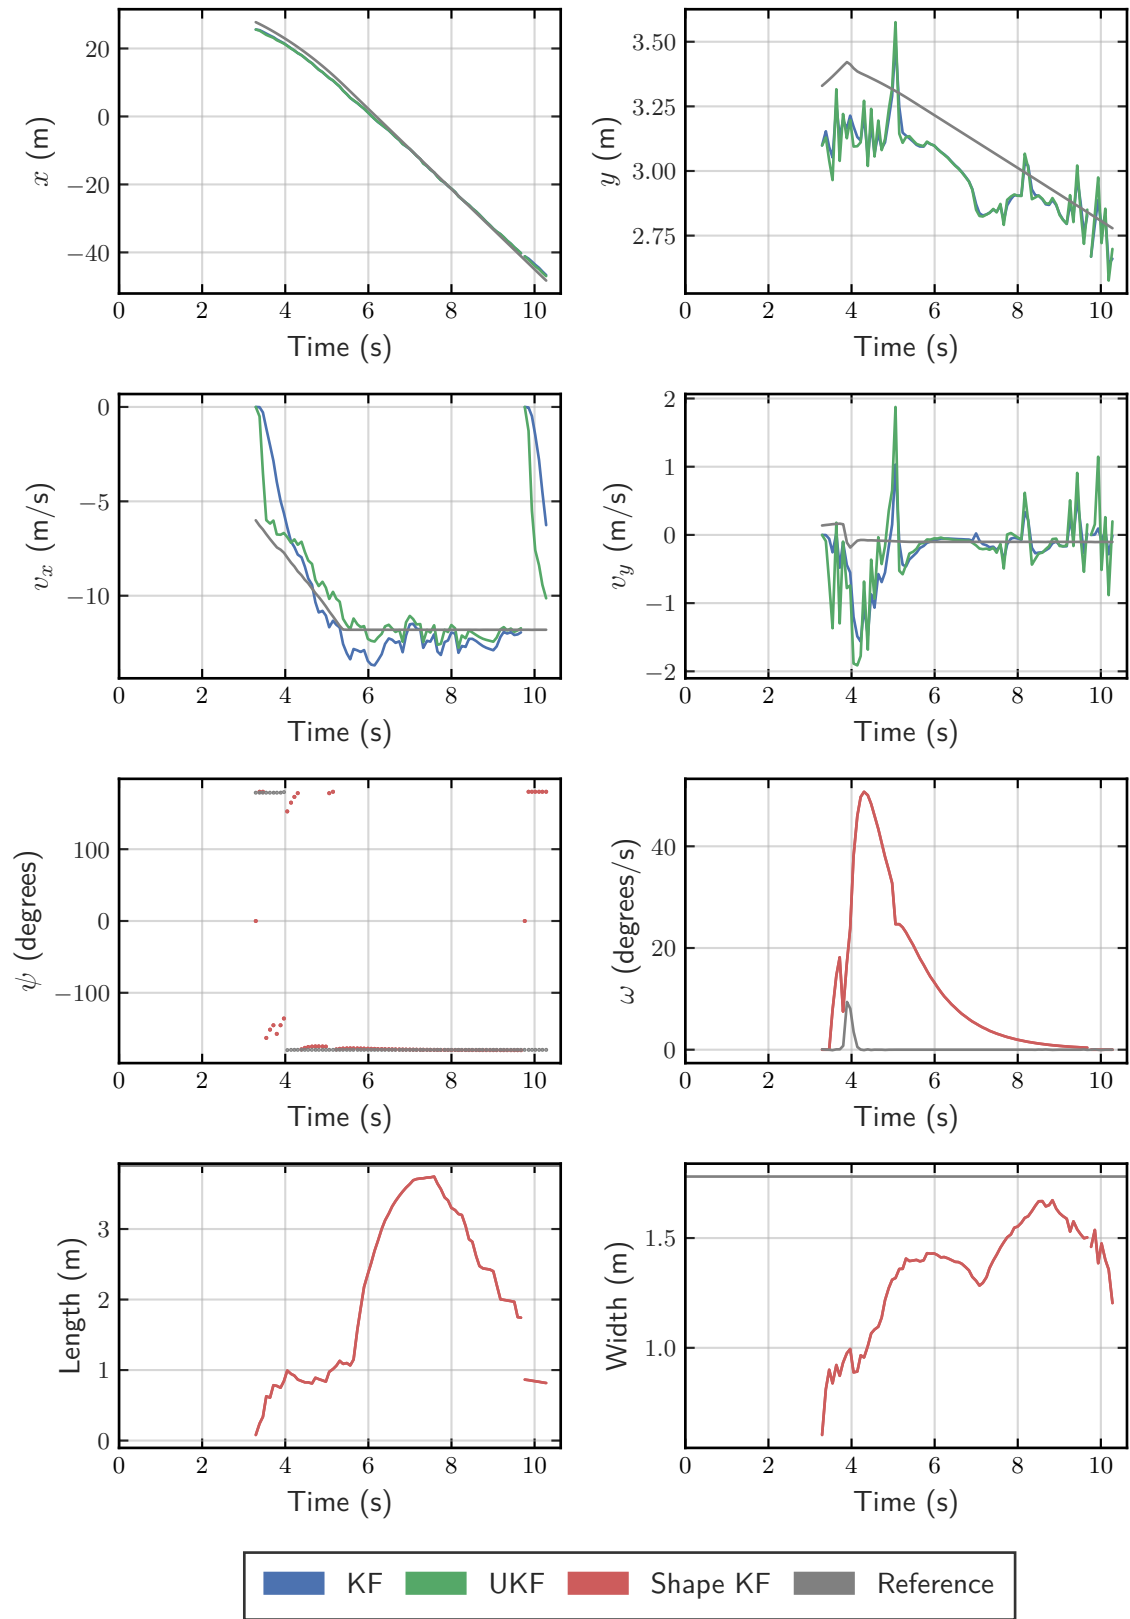 20
0
−20
−40
x (m)
0 2 4 6 8 10
Time (s)
3.50
3.25
3.00
2.75
y (m)
0 2 4 6 8 10
Time (s)
0
−5
−10
v_x (m/s)
0 2 4 6 8 10
Time (s)
2
1
0
−1
−2
v_y (m/s)
0 2 4 6 8 10
Time (s)
100
0
−100
ψ (degrees)
0 2 4 6 8 10
Time (s)
40
20
0
ω (degrees/s)
0 2 4 6 8 10
Time (s)
3
2
1
0
Length (m)
0 2 4 6 8 10
Time (s)
1.5
1.0
Width (m)
0 2 4 6 8 10
Time (s)
KF UKF Shape KF Reference